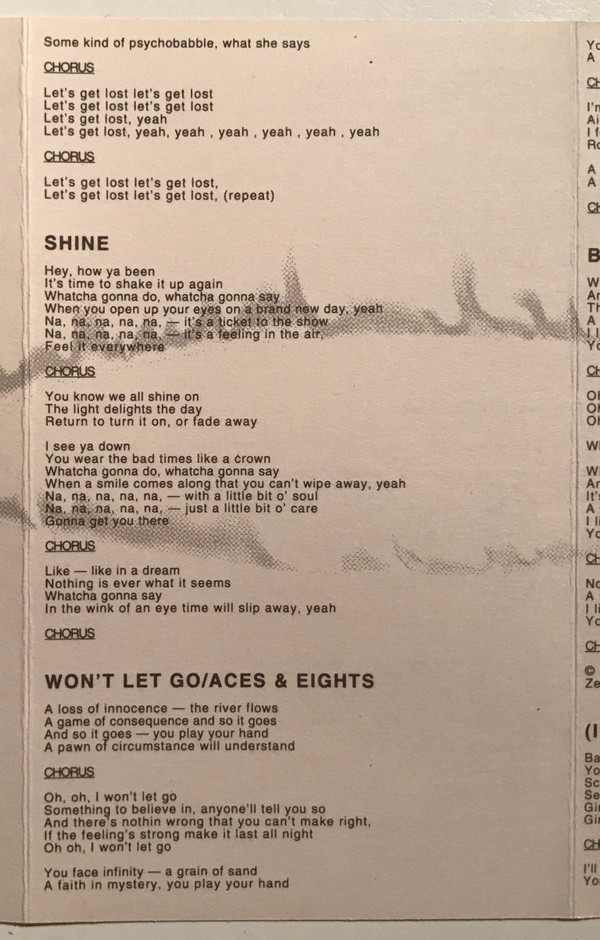 Some kind of psychobabble, what she says
CHORUS
Let's get lost let's get lost
Let's get lost let's get lost
Let's get lost, yeah
Let's get lost, yeah, yeah , yeah , yeah , yeah , yeah
CHORUS
Let's get lost let's get lost,
Let's get lost let's get lost, (repeat)
SHINE
Hey, how ya been
It's time to shake it up again
Whatcha gonna do, whatcha gonna say
When you open up your eyes on a brand new day, yeah
Na, na, na, na, na, — it's a ticket to the show
Na, na, na, na, na, — it's a feeling in the air,
Feel it everywhere
CHORUS
You know we all shine on
The light delights the day
Return to turn it on, or fade away
I see ya down
You wear the bad times like a crown
Whatcha gonna do, whatcha gonna say
When a smile comes along that you can't wipe away, yeah
Na, na, na, na, na, — with a little bit o' soul
Na, na, na, na, na, — just a little bit o' care
Gonna get you there
CHORUS
Like — like in a dream
Nothing is ever what it seems
Whatcha gonna say
In the wink of an eye time will slip away, yeah
CHORUS
WON'T LET GO/ACES & EIGHTS
A loss of innocence — the river flows
A game of consequence and so it goes
And so it goes — you play your hand
A pawn of circumstance will understand
CHORUS
Oh, oh, I won't let go
Something to believe in, anyone'll tell you so
And there's nothin wrong that you can't make right,
If the feeling's strong make it last all night
Oh oh, I won't let go
You face infinity — a grain of sand
A faith in mystery, you play your hand